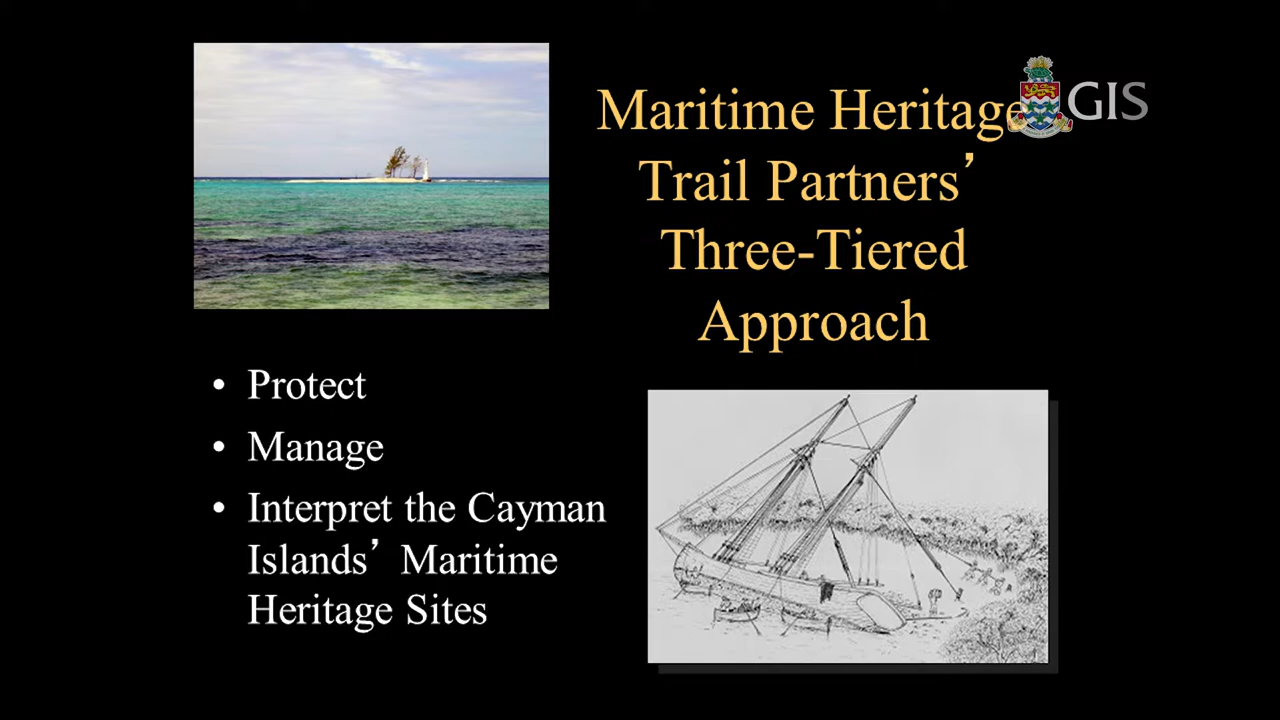 Maritime Heritage
Trail Partners’
Three-Tiered
Approach
GIS
• Protect
• Manage
• Interpret the Cayman
Islands’ Maritime
Heritage Sites